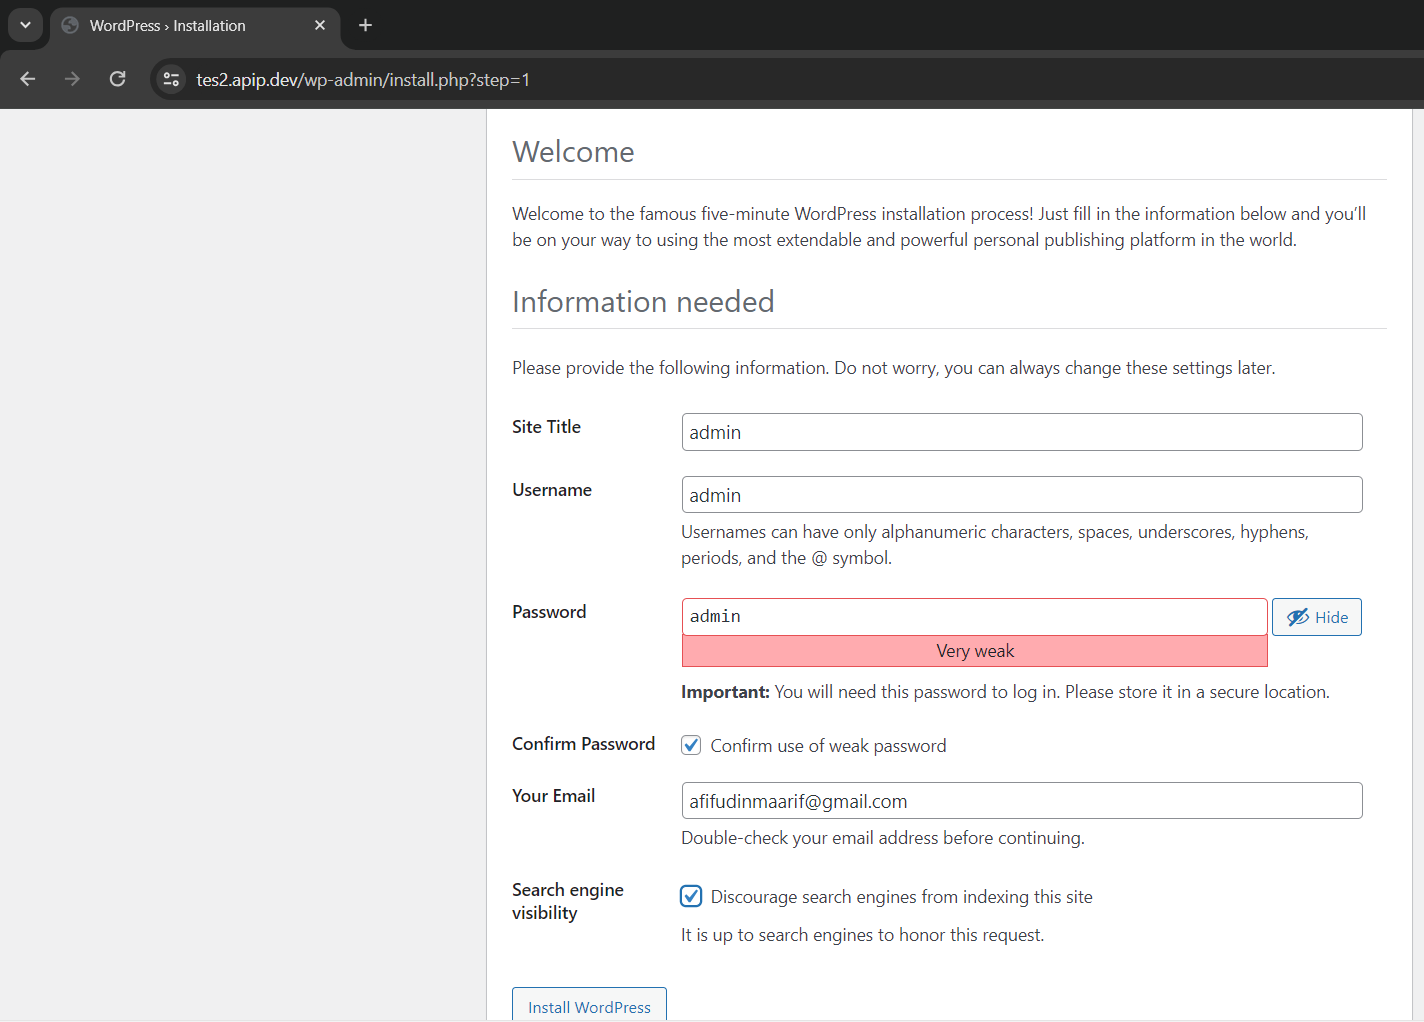 WordPress › Installation
tes2.apip.dev/wp-admin/install.php?step=1
Welcome
Welcome to the famous five-minute WordPress installation process! Just fill in the information below and you’ll
be on your way to using the most extendable and powerful personal publishing platform in the world.
Information needed
Please provide the following information. Do not worry, you can always change these settings later.
Site Title
admin
Username
admin
Usernames can have only alphanumeric characters, spaces, underscores, hyphens,
periods, and the @ symbol.
Password
admin
Hide
Very weak
Important: You will need this password to log in. Please store it in a secure location.
Confirm Password
Confirm use of weak password
Your Email
afifudinmaarif@gmail.com
Double-check your email address before continuing.
Search engine
visibility
Discourage search engines from indexing this site
It is up to search engines to honor this request.
Install WordPress